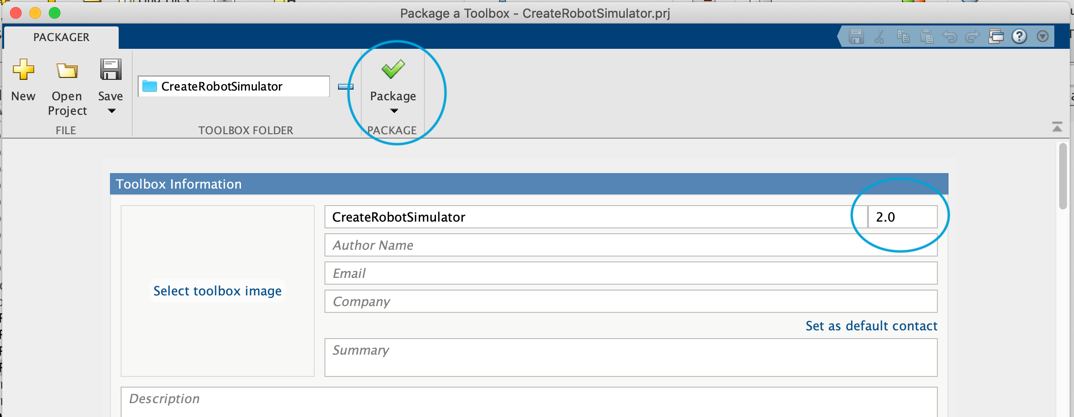 Package a Toolbox - CreateRobotSimulator.prj
PACKAGER
New
Open Project
Save
CreateRobotSimulator
Package
FILE
TOOLBOX FOLDER
PACKAGE
Toolbox Information
CreateRobotSimulator
2.0
Author Name
Select toolbox image
Email
Company
Set as default contact
Summary
Description